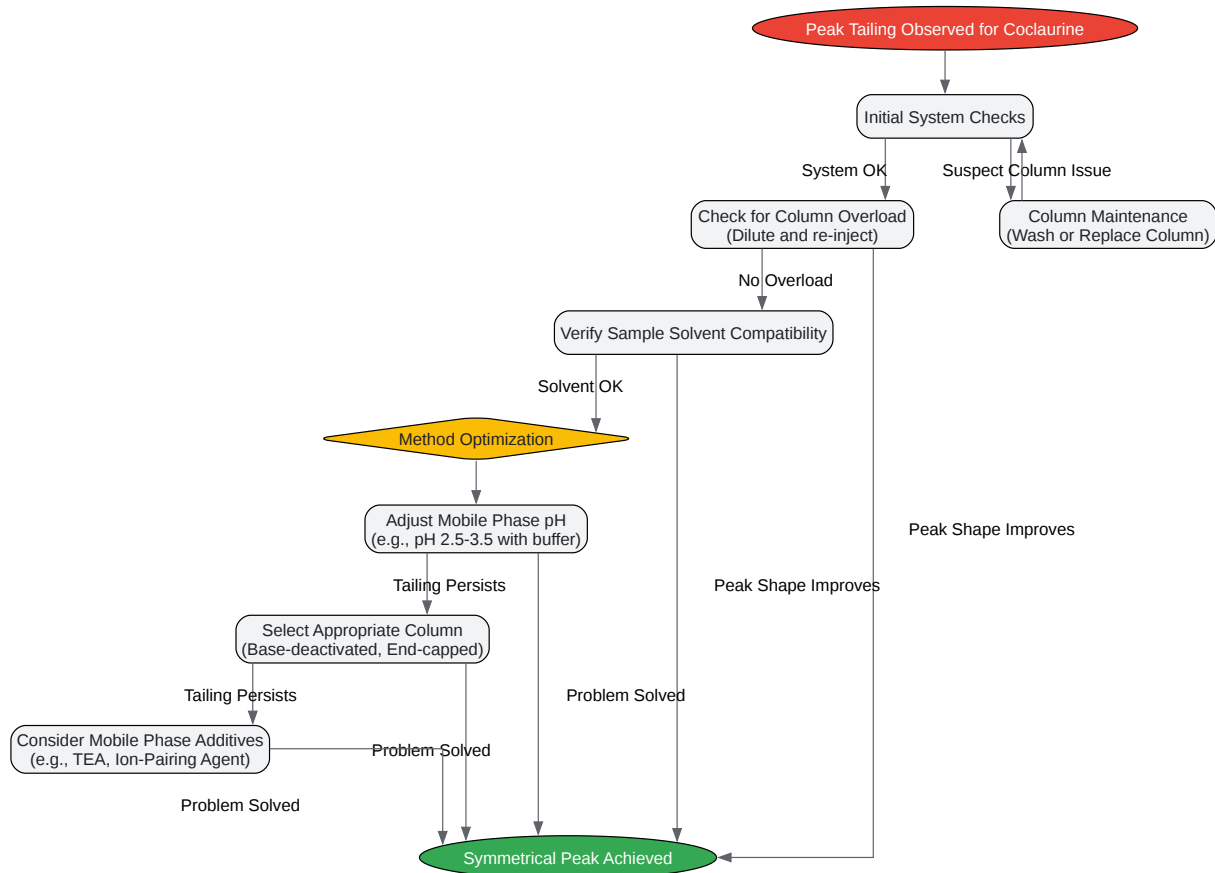 Peak Tailing Observed for Coclaurine
Initial System Checks
System OK
Suspect Column Issue
Check for Column Overload
(Dilute and re-inject)
Column Maintenance
(Wash or Replace Column)
No Overload
Verify Sample Solvent Compatibility
Solvent OK
Method Optimization
Adjust Mobile Phase pH
(e.g., pH 2.5-3.5 with buffer)
Peak Shape Improves
Tailing Persists
Peak Shape Improves
Select Appropriate Column
(Base-deactivated, End-capped)
Tailing Persists
Problem Solved
Consider Mobile Phase Additives
(e.g., TEA, Ion-Pairing Agent)
Problem Solved
Problem Solved
Symmetrical Peak Achieved